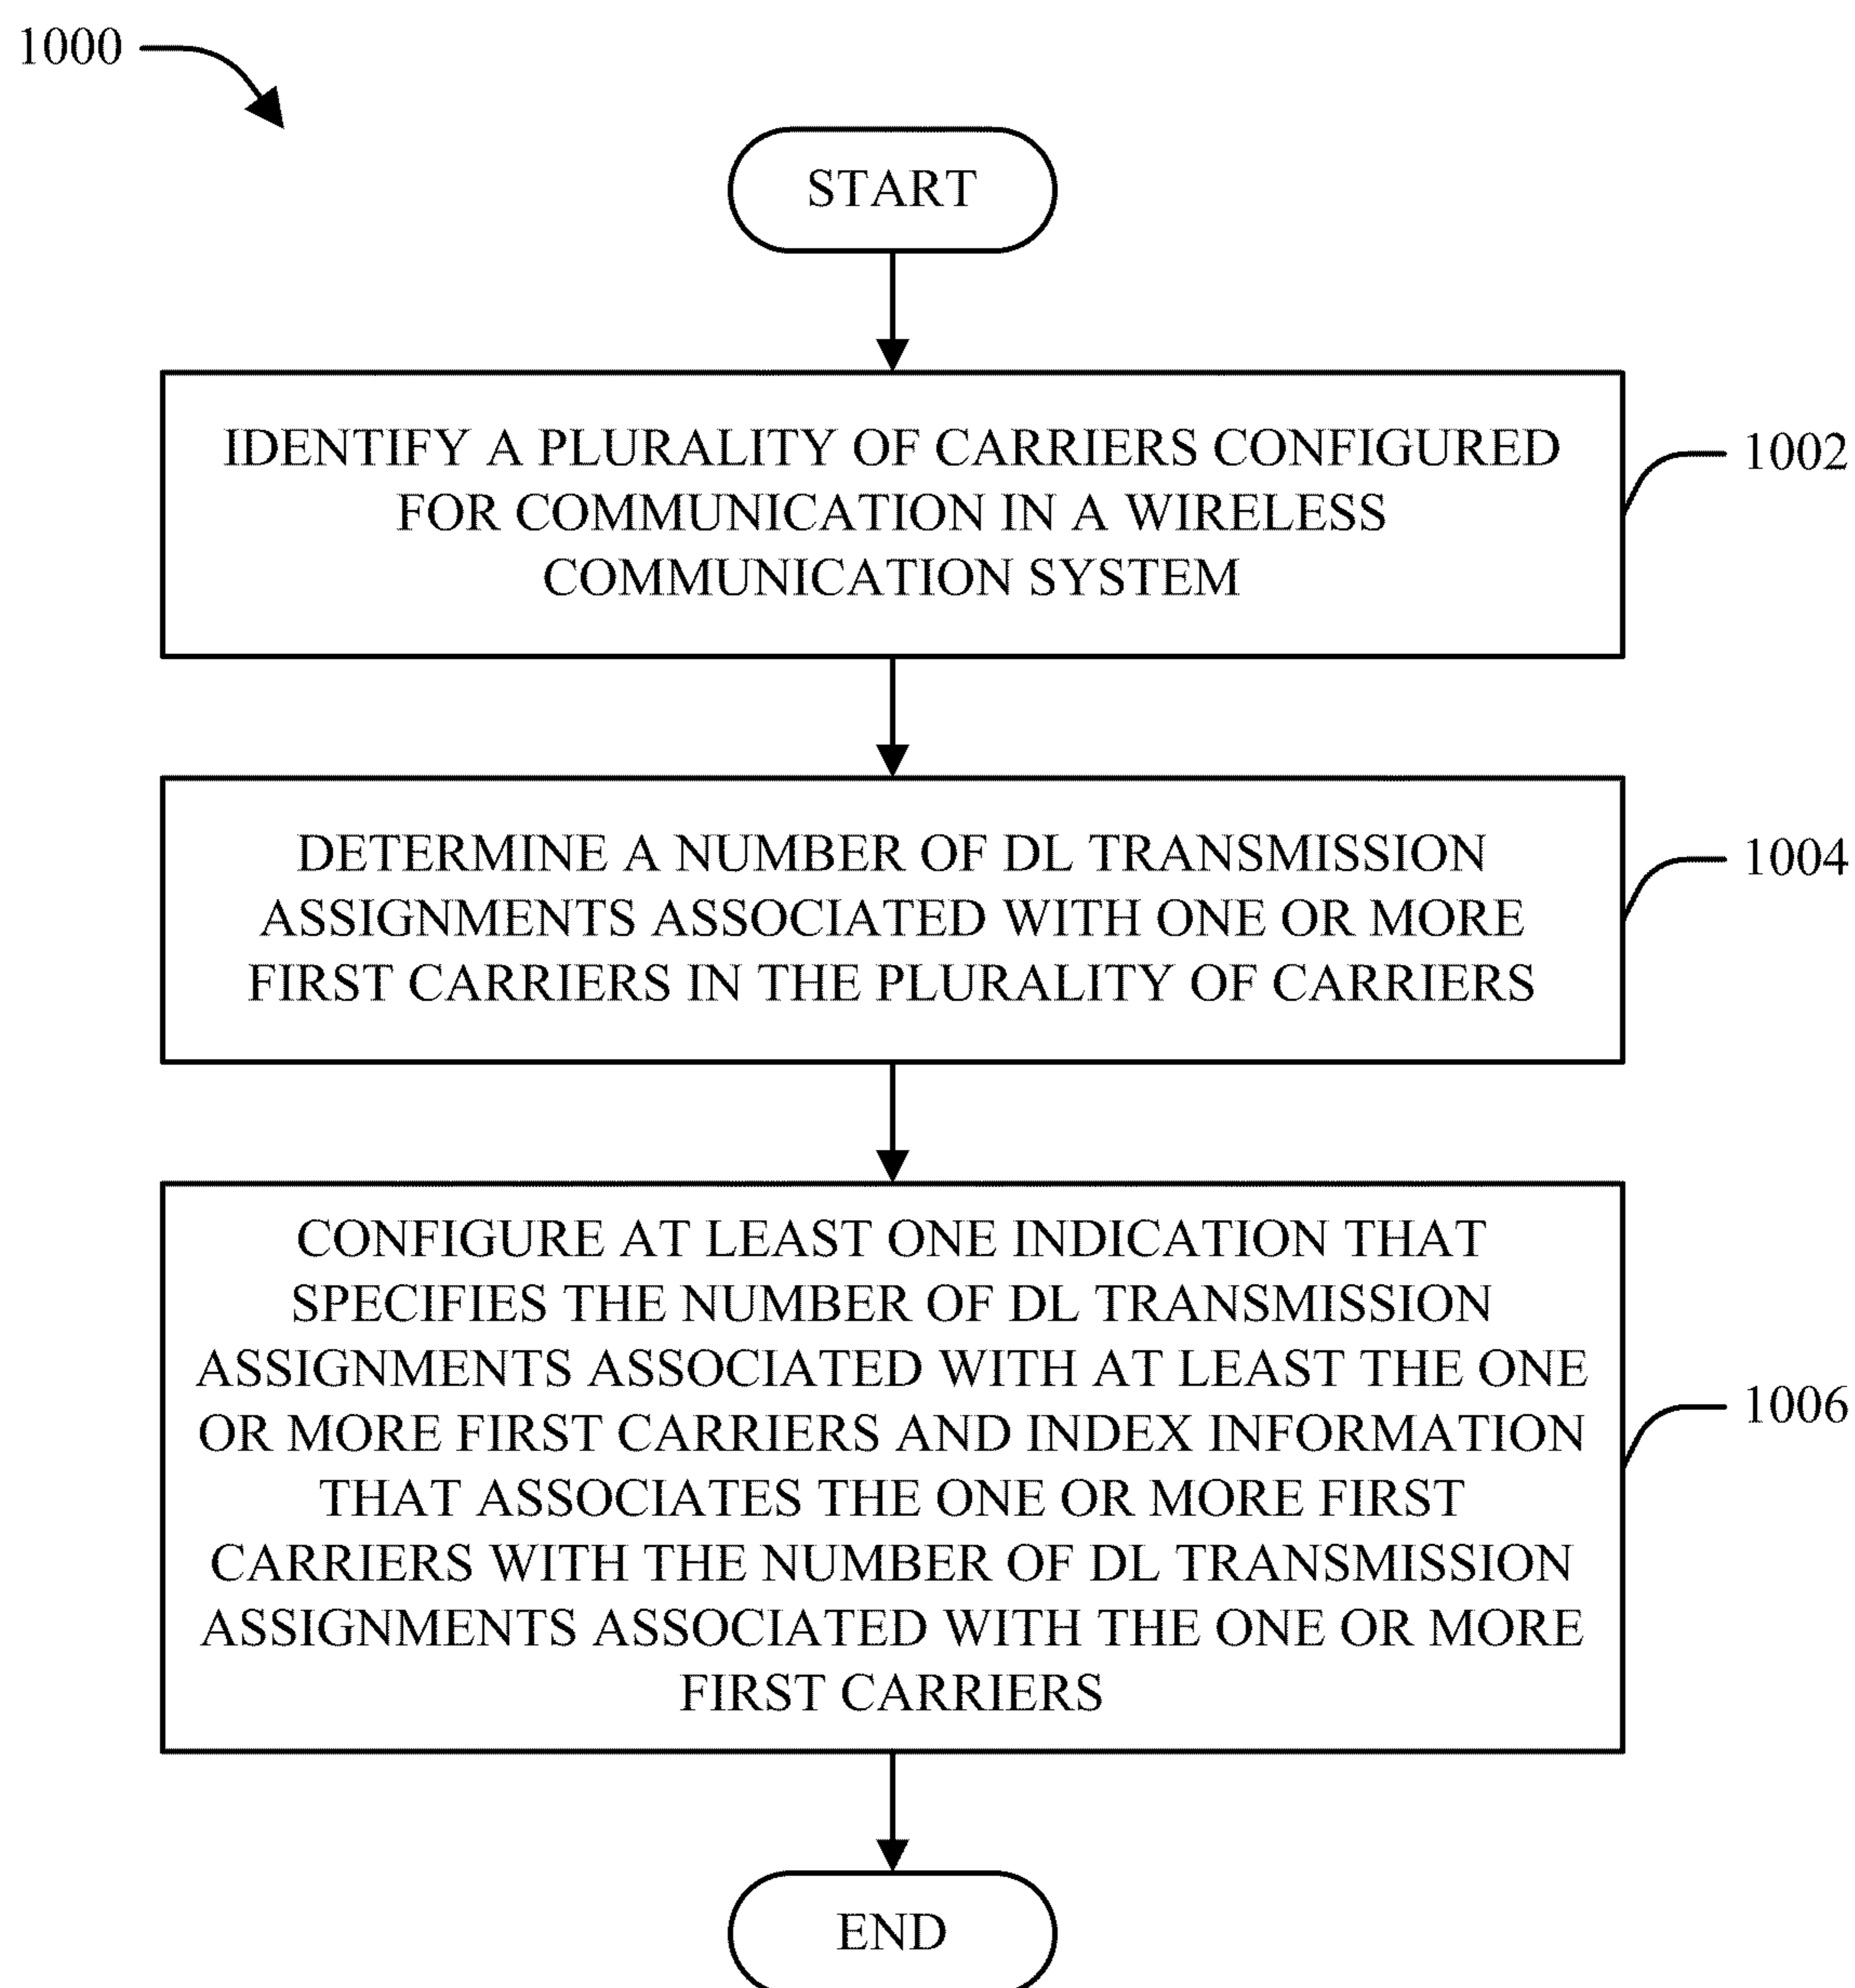 1000
START
IDENTIFY A PLURALITY OF CARRIERS CONFIGURED
FOR COMMUNICATION IN A WIRELESS
COMMUNICATION SYSTEM
1002
DETERMINE A NUMBER OF DL TRANSMISSION
ASSIGNMENTS ASSOCIATED WITH ONE OR MORE
FIRST CARRIERS IN THE PLURALITY OF CARRIERS
1004
CONFIGURE AT LEAST ONE INDICATION THAT
SPECIFIES THE NUMBER OF DL TRANSMISSION
ASSIGNMENTS ASSOCIATED WITH AT LEAST THE ONE
OR MORE FIRST CARRIERS AND INDEX INFORMATION
THAT ASSOCIATES THE ONE OR MORE FIRST
CARRIERS WITH THE NUMBER OF DL TRANSMISSION
ASSIGNMENTS ASSOCIATED WITH THE ONE OR MORE
FIRST CARRIERS
1006
END